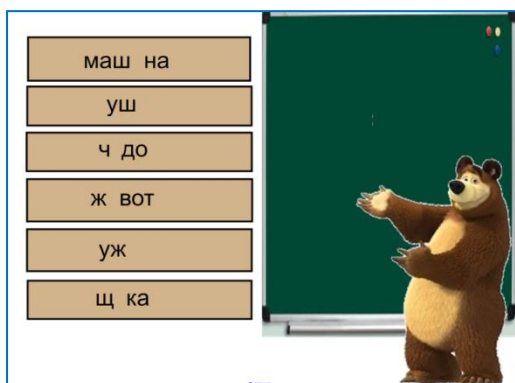 маш  на
уш
ч  до
ж  вот
уж
щ  ка